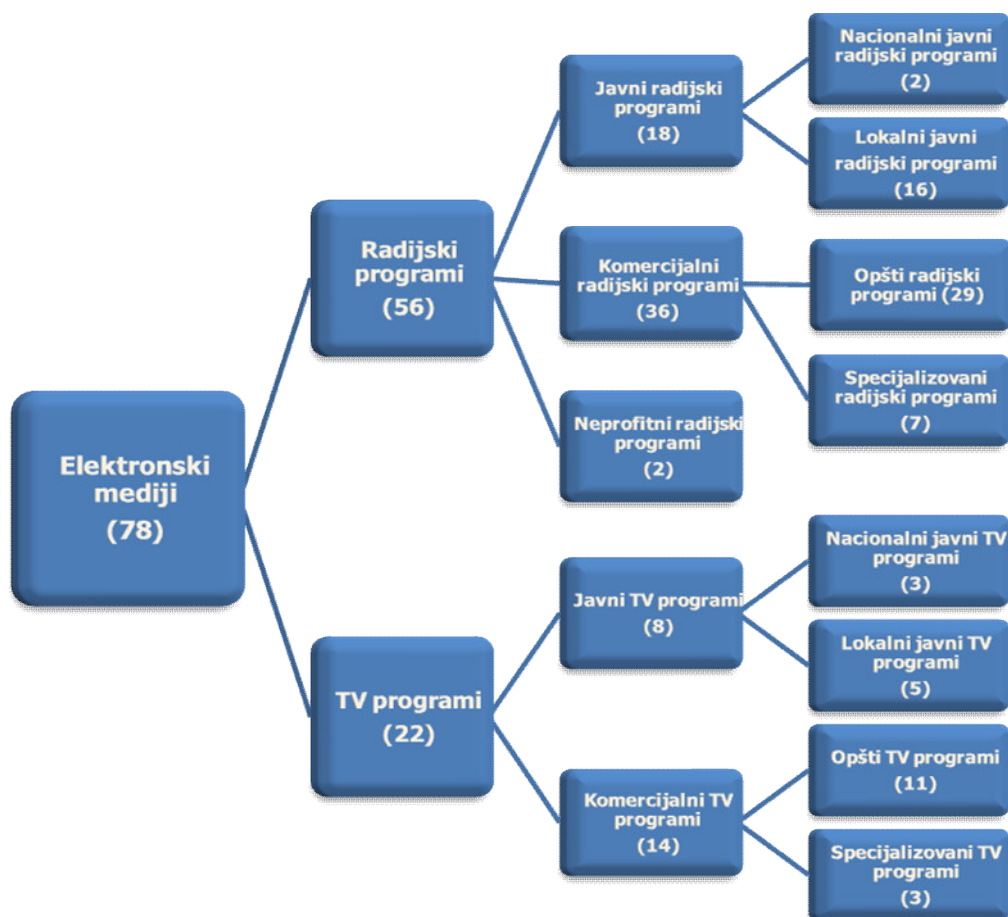 Elektronski
mediji
(78)
Radijski
programi
(56)
Javni radijski
programi
(18)
Nacionalni javni
radijski programi
(2)
Lokalni javni
radijski programi
(16)
Komercijalni
radijski programi
(36)
Opšti radijski
programi (29)
Specijalizovani
radijski programi
(7)
Neprofitni radijski
programi
(2)
TV programi
(22)
Javni TV programi
(8)
Nacionalni javni TV
programi
(3)
Lokalni javni TV
programi
(5)
Komercijalni TV
programi
(14)
Opšti TV programi
(11)
Specijalizovani TV
programi
(3)